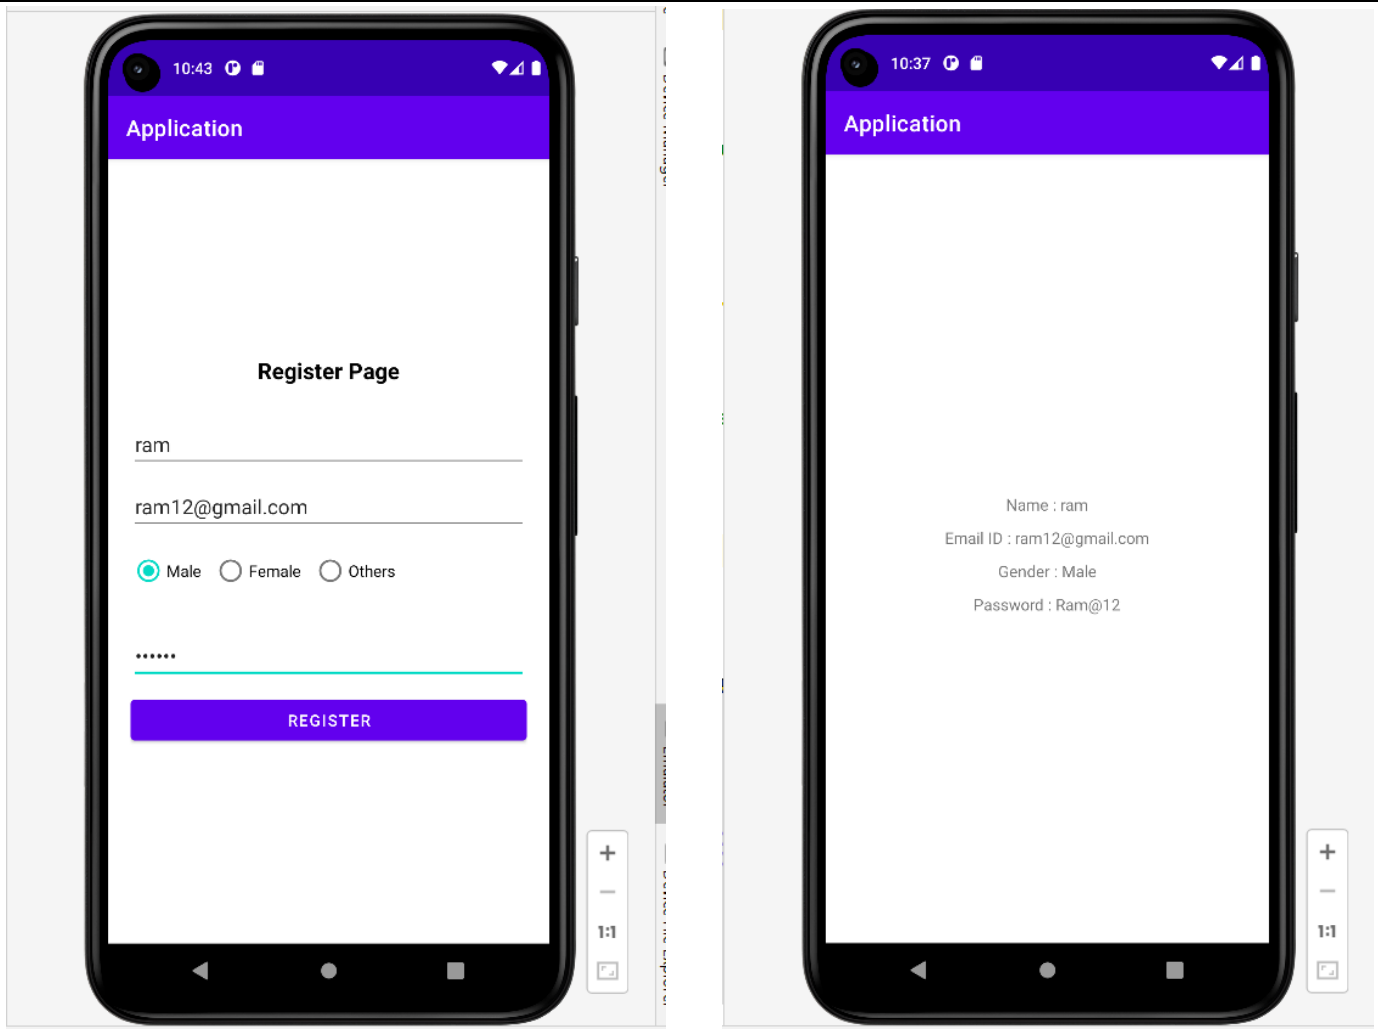 10:43
Application
Register Page
ram
ram12@gmail.com
Male Female Others
••••••
REGISTER
1:1
Emulator
10:37
Application
Name : ram
Email ID : ram12@gmail.com
Gender : Male
Password : Ram@12
1:1